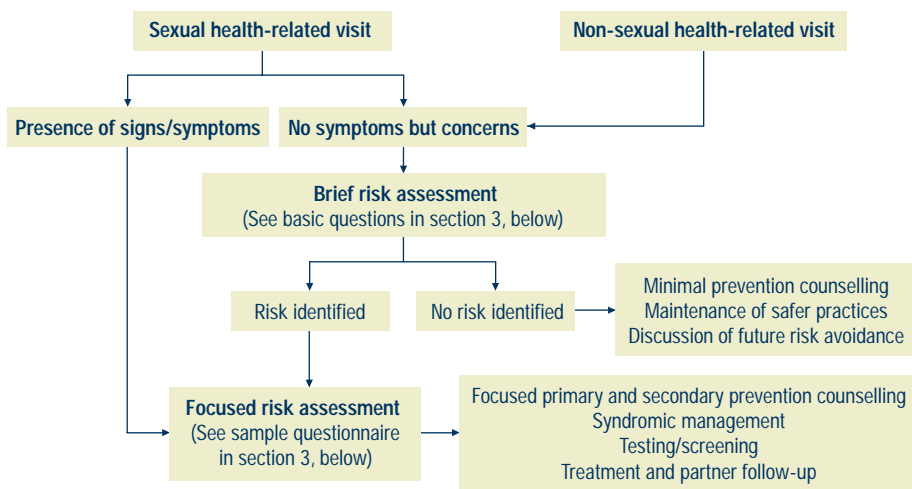 Sexual health-related visit
Non-sexual health-related visit
Presence of signs/symptoms
No symptoms but concerns
Brief risk assessment
(See basic questions in section 3, below)
Risk identified
No risk identified
Minimal prevention counselling
Maintenance of safer practices
Discussion of future risk avoidance
Focused risk assessment
(See sample questionnaire
in section 3, below)
Focused primary and secondary prevention counselling
Syndromic management
Testing/screening
Treatment and partner follow-up